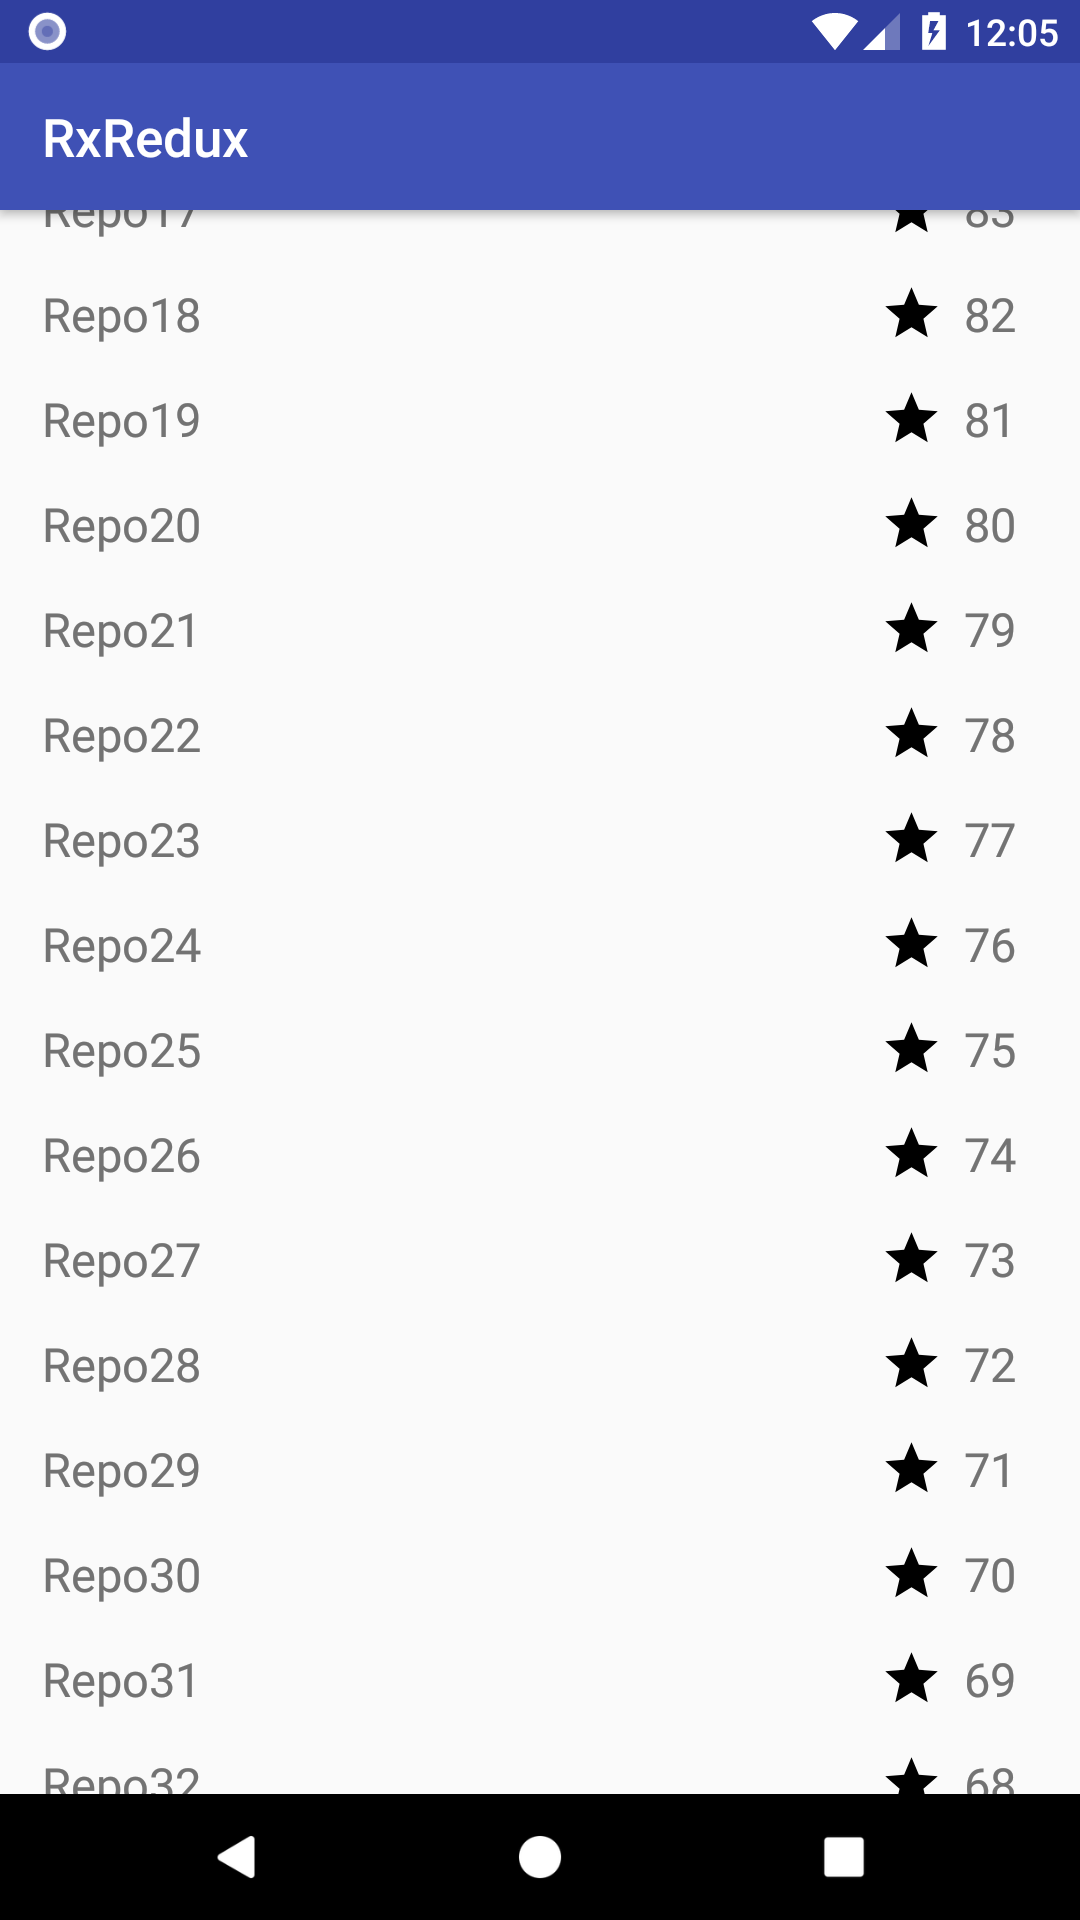 12:05
RxRedux
Repo17 83
Repo18 82
Repo19 81
Repo20 80
Repo21 79
Repo22 78
Repo23 77
Repo24 76
Repo25 75
Repo26 74
Repo27 73
Repo28 72
Repo29 71
Repo30 70
Repo31 69
Repo32 68